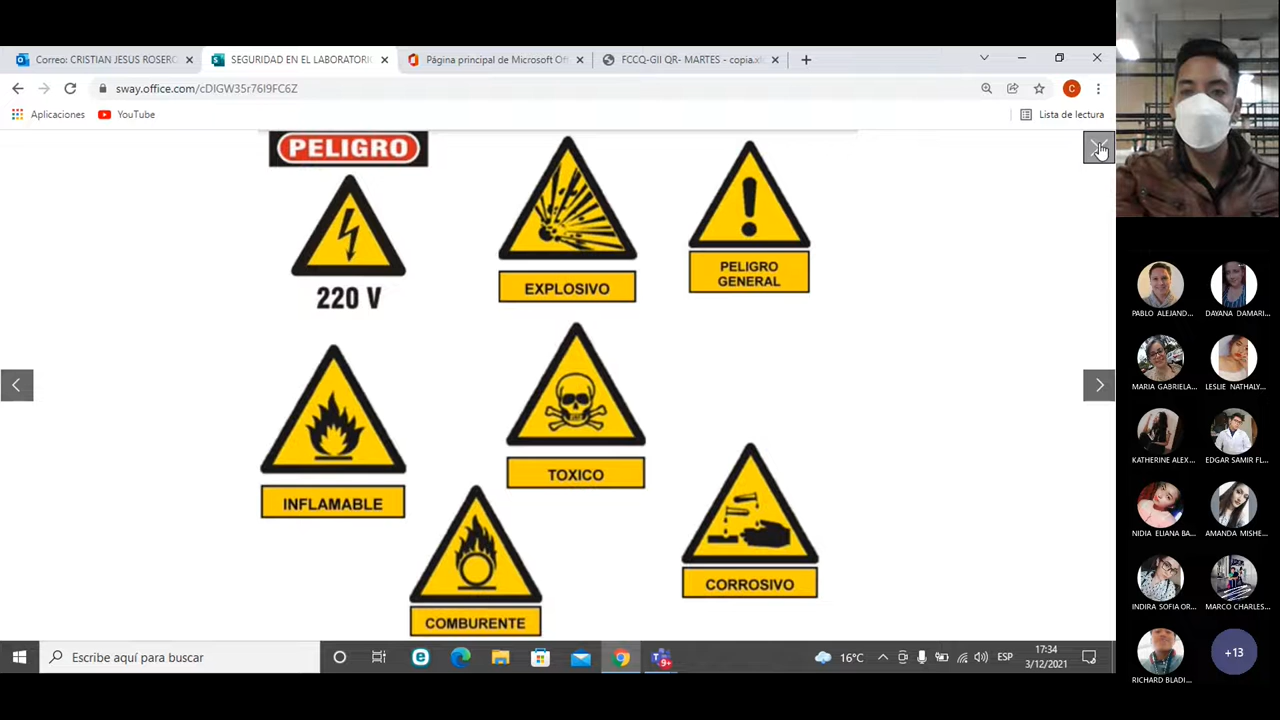 Correo: CRISTIAN JESUS ROSERO
SEGURIDAD EN EL LABORATORIO
Página principal de Microsoft Off
FCCQ-GII QR- MARTES - copia.xl
sway.office.com/cDIGW35r76I9FC6Z
C
Aplicaciones
YouTube
Lista de lectura
PELIGRO
220 V
EXPLOSIVO
PELIGRO
GENERAL
INFLAMABLE
TOXICO
COMBURENTE
CORROSIVO
PABLO ALEJAND...
DAYANA DAMARI...
MARIA GABRIELA...
LESLIE NATHALY...
KATHERINE ALEX...
EDGAR SAMIR FL...
NIDIA ELIANA BA...
AMANDA MISHE...
INDIRA SOFIA OR...
MARCO CHARLES...
RICHARD BLADI...
+13
Escribe aquí para buscar
9+
16°C
ESP
17:34
3/12/2021